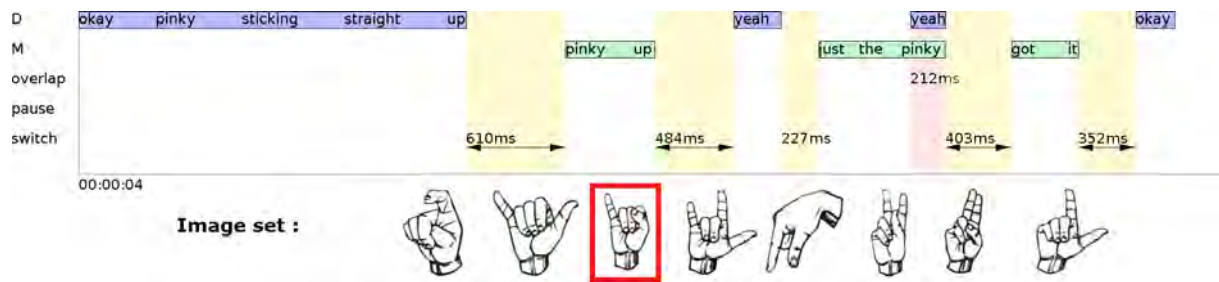 D okay pinky sticking straight up yeah yeah okay
M pinky up just the pinky got it
overlap 212ms
pause
switch 610ms 484ms 227ms 403ms 352ms
00:00:04
Image set :